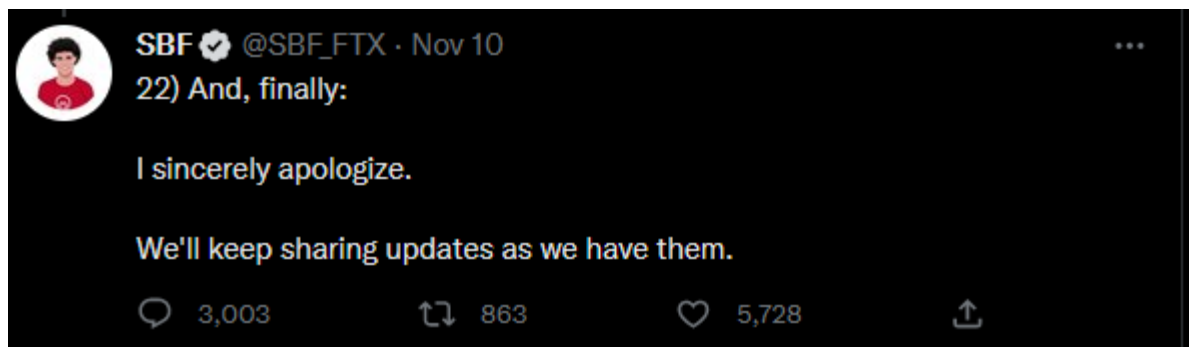 SBF @SBF_FTX · Nov 10
22) And, finally:
I sincerely apologize.
We'll keep sharing updates as we have them.
3,003 863 5,728